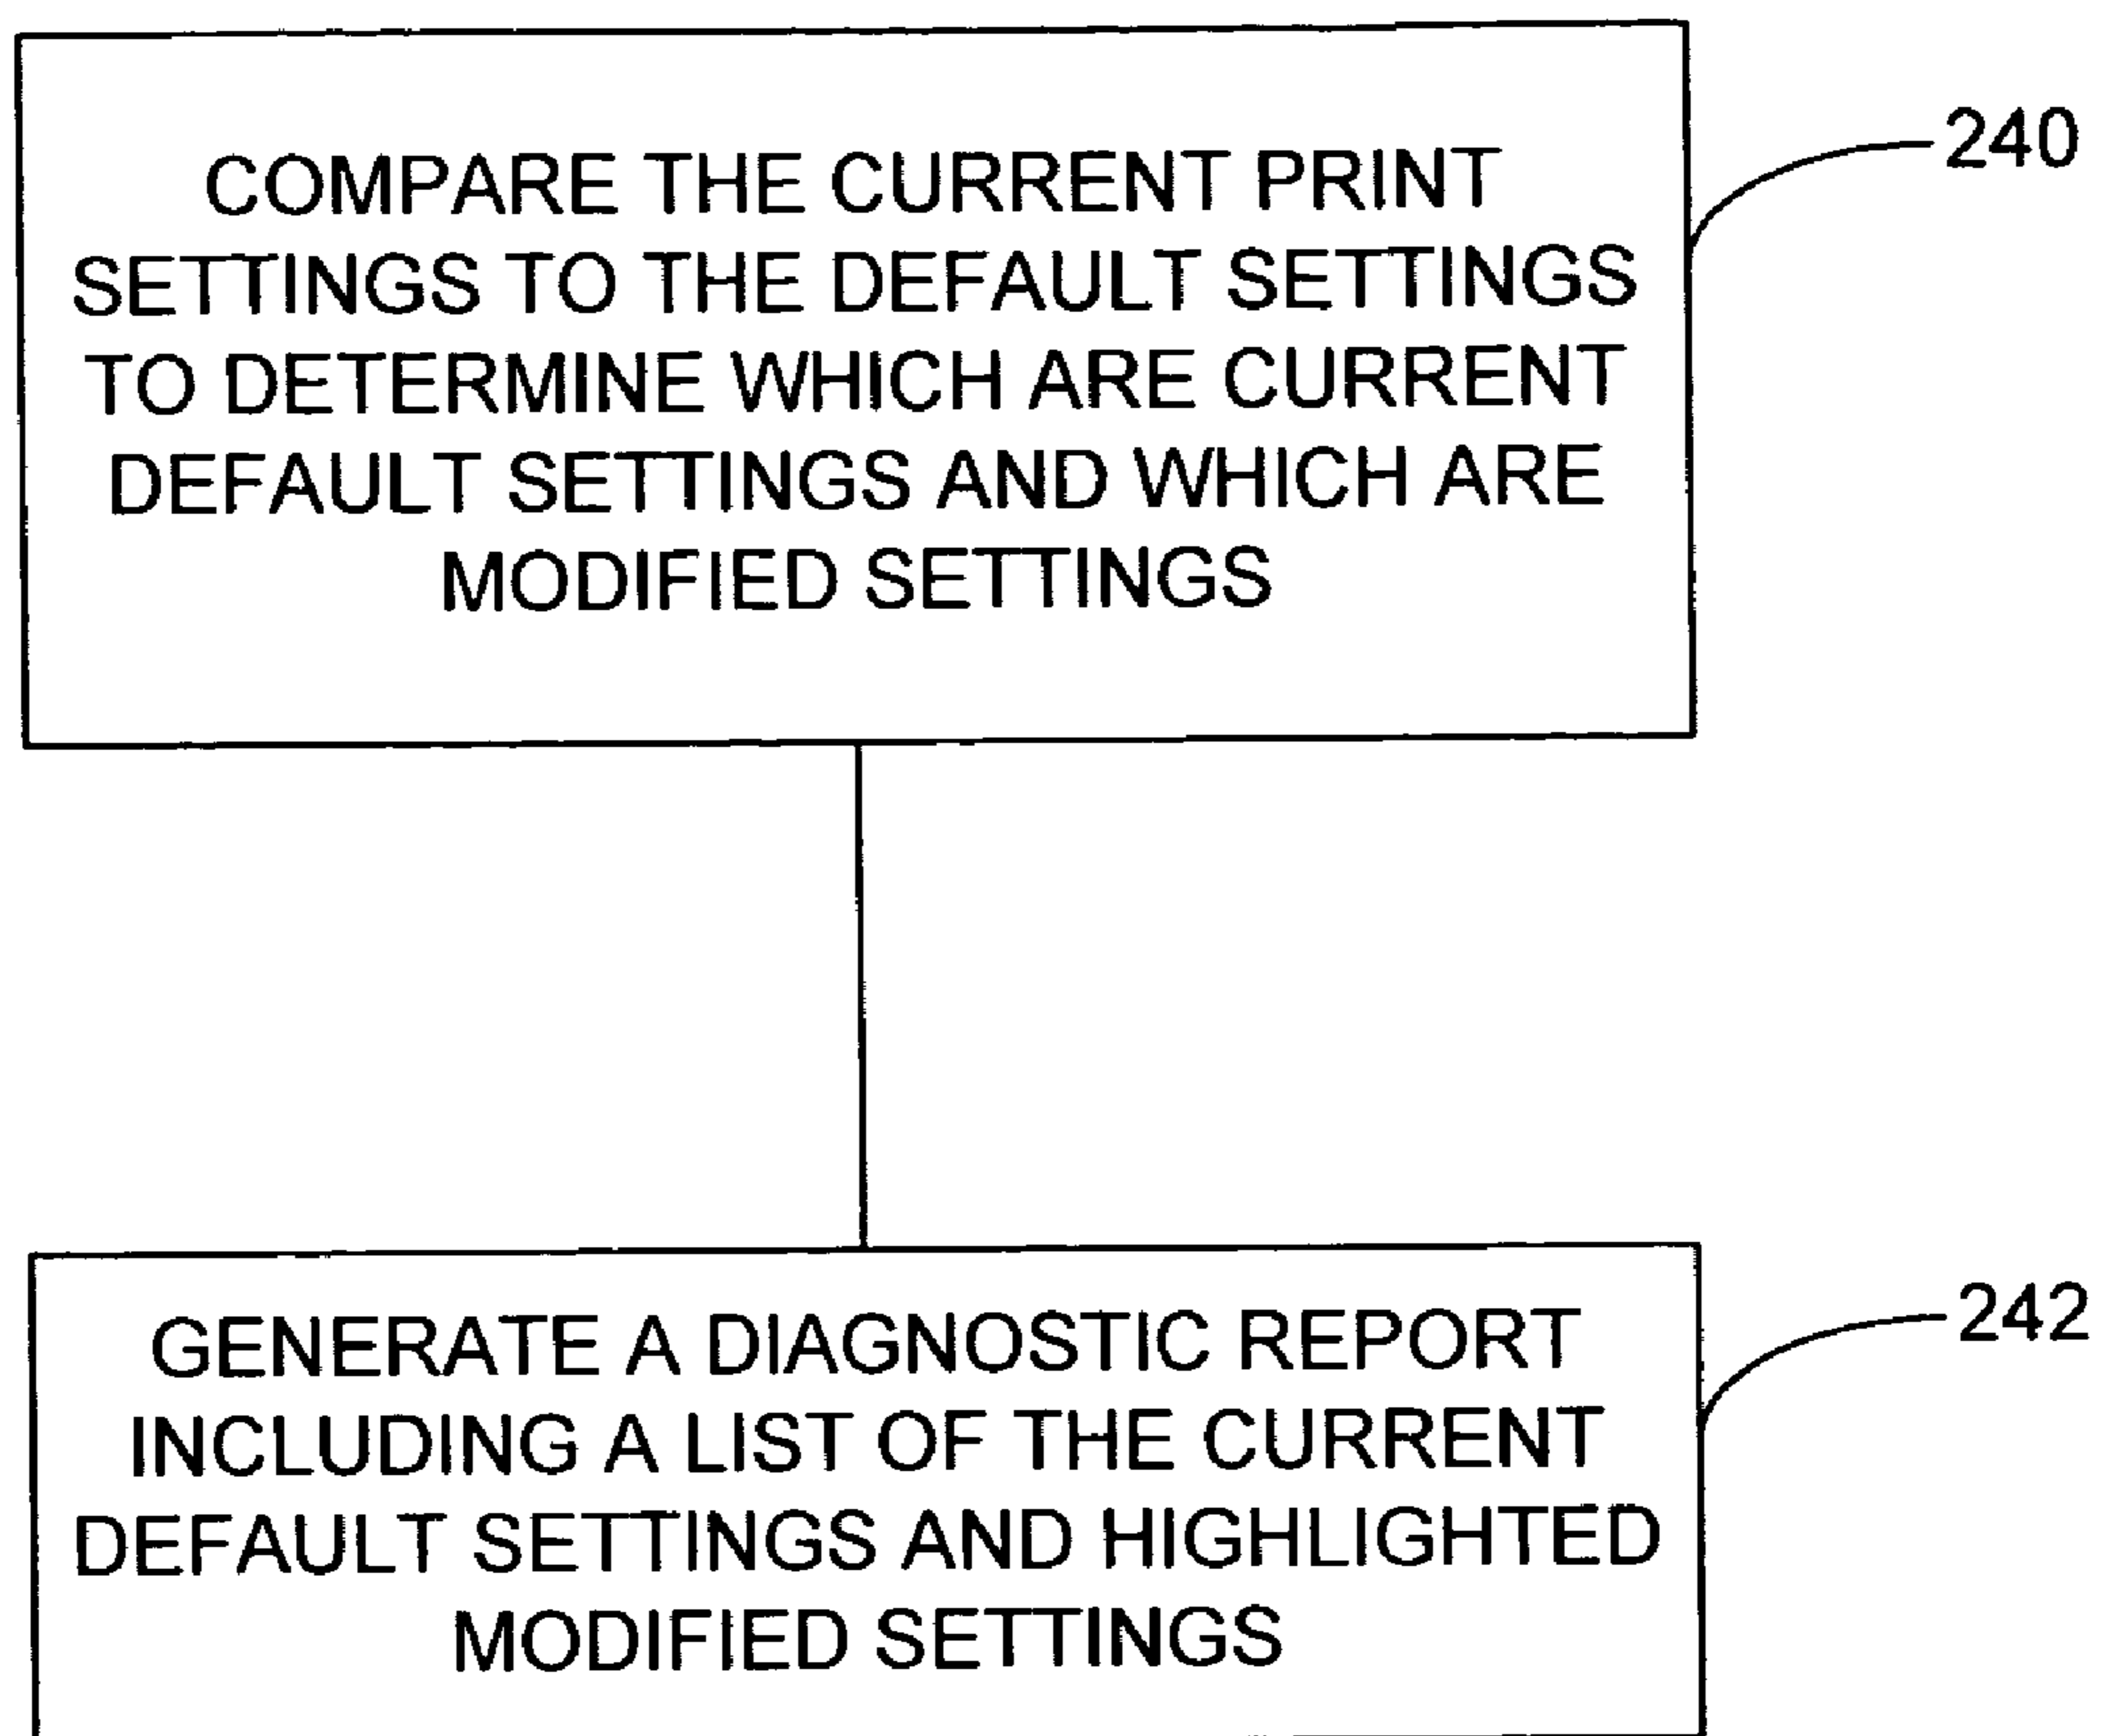 COMPARE THE CURRENT PRINT
SETTINGS TO THE DEFAULT SETTINGS
TO DETERMINE WHICH ARE CURRENT
DEFAULT SETTINGS AND WHICH ARE
MODIFIED SETTINGS
240
GENERATE A DIAGNOSTIC REPORT
INCLUDING A LIST OF THE CURRENT
DEFAULT SETTINGS AND HIGHLIGHTED
MODIFIED SETTINGS
242